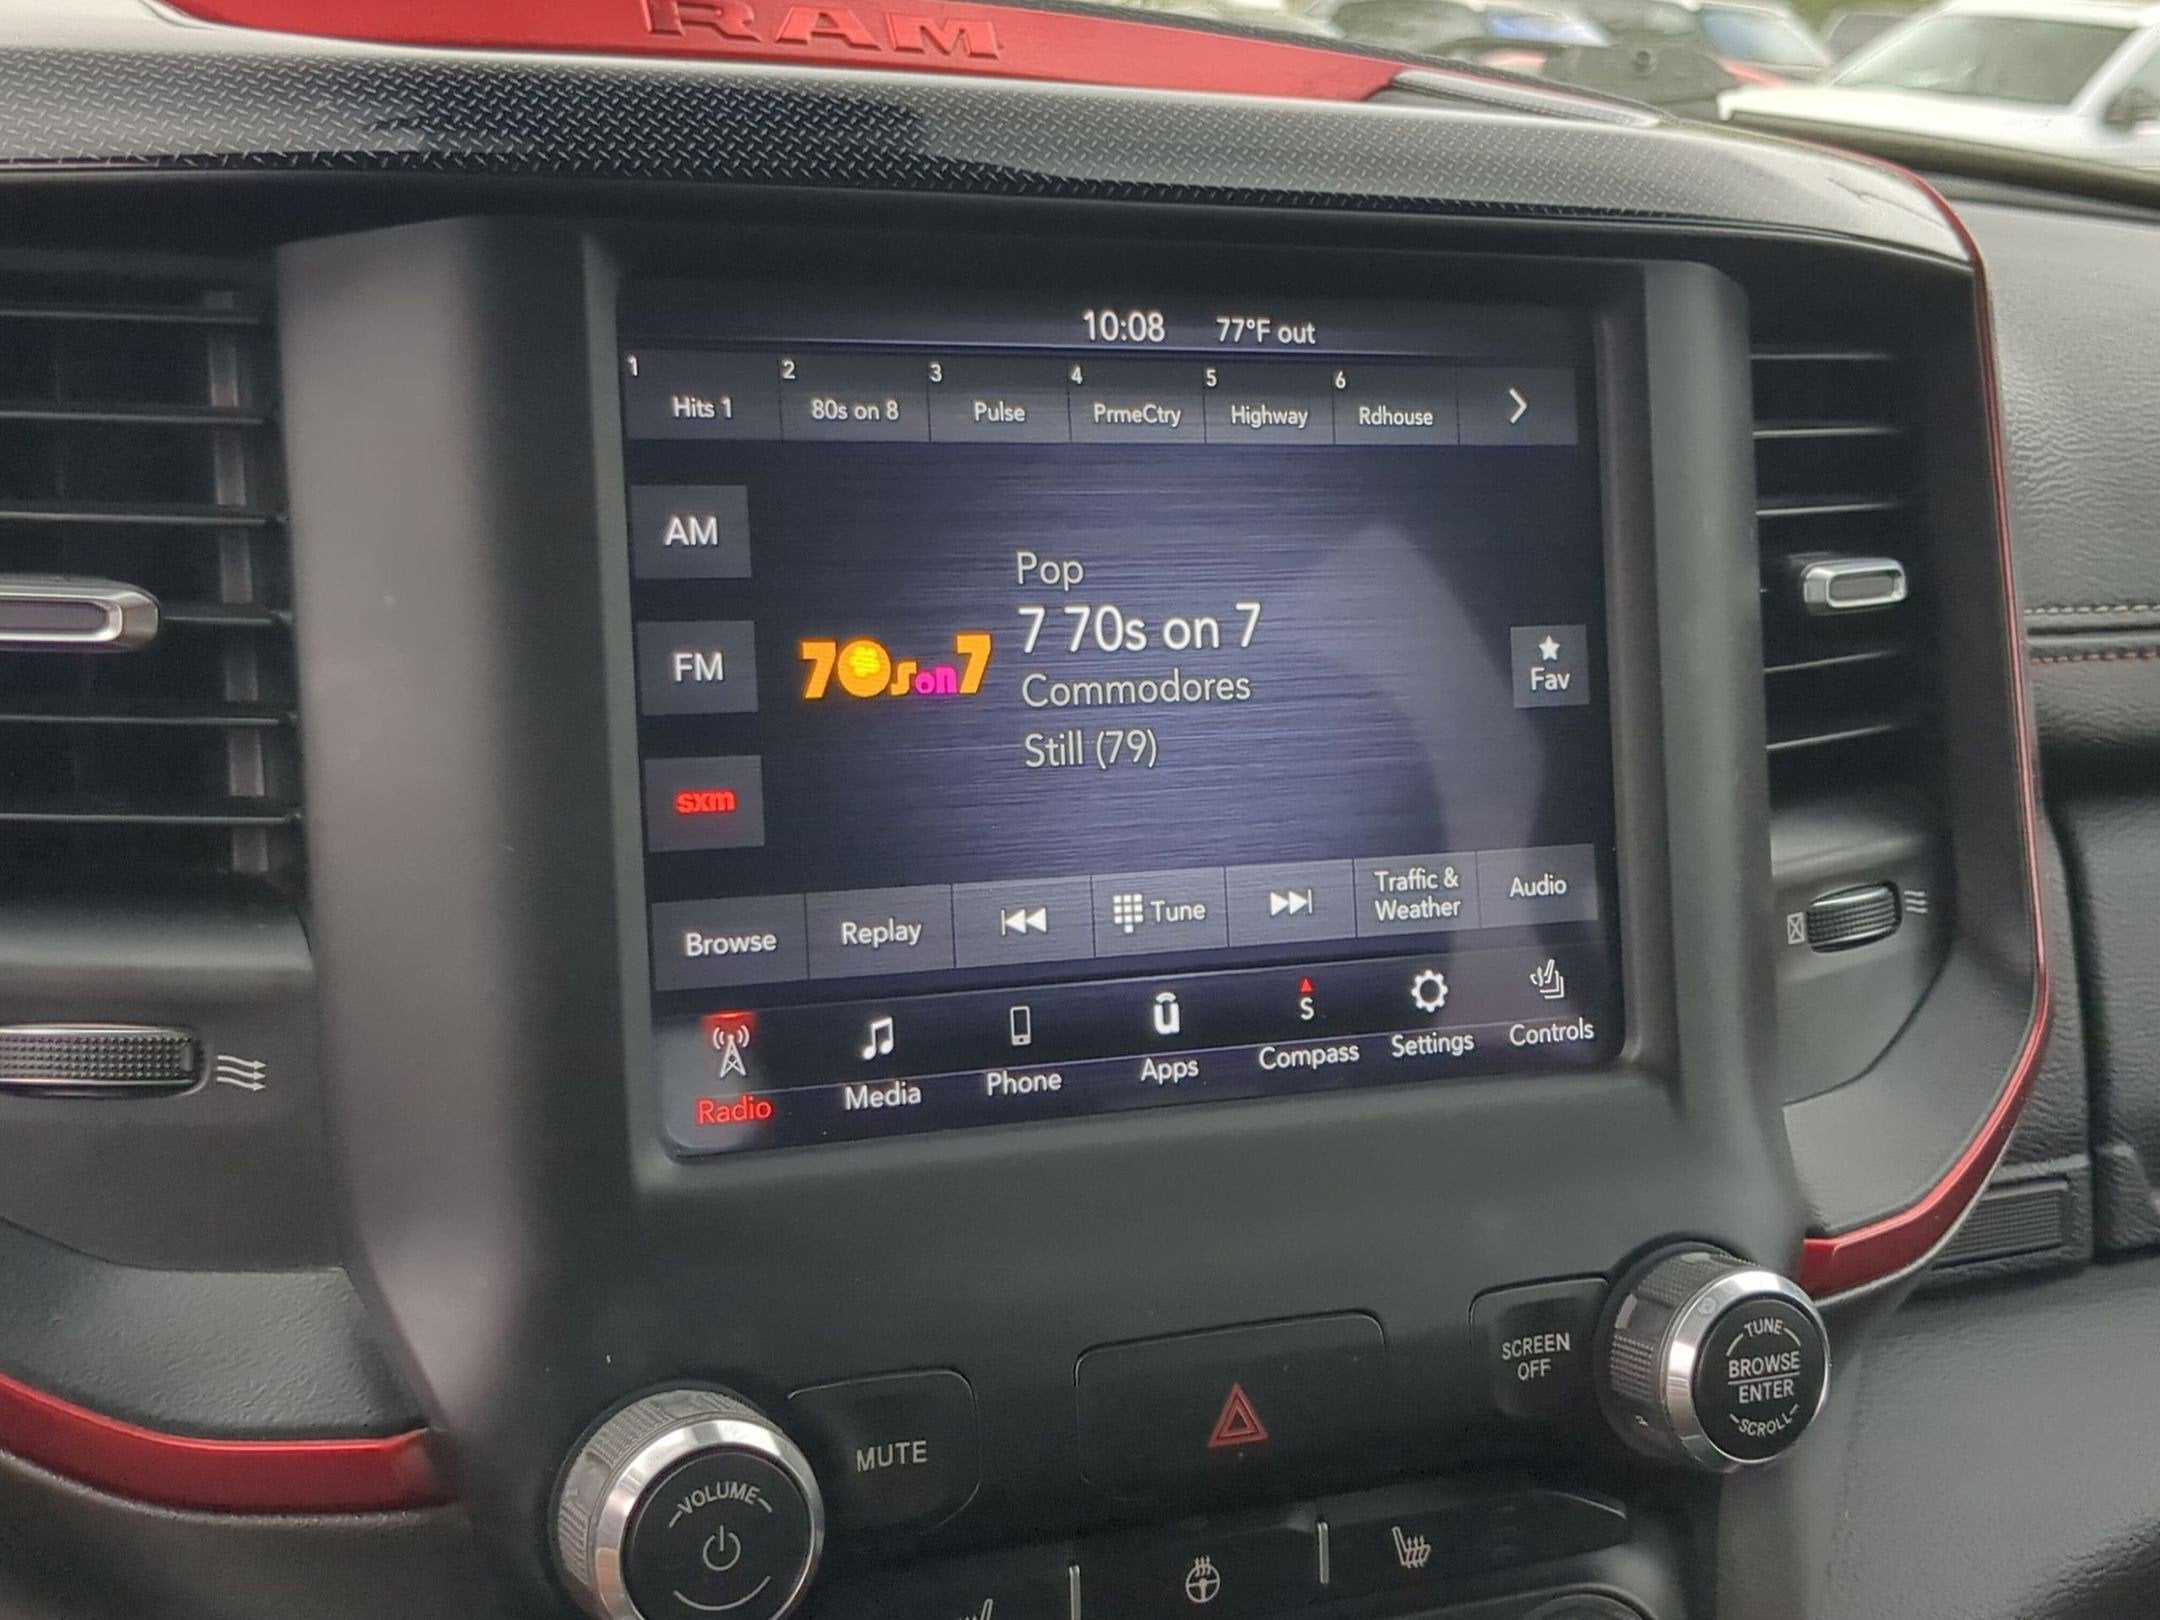 RAM
10:08 77°F out
1 Hits 1 2 80s on 8 3 Pulse 4 PrmeCtry 5 Highway 6 Rdhouse
AM
FM
sxm
70s on 7
Pop
7 70s on 7
Commodores
Still (79)
Fav
Browse Replay Tune Traffic & Weather Audio
Radio Media Phone Apps S Compass Settings Controls
VOLUME
MUTE
SCREEN
OFF
TUNE
BROWSE
ENTER
SCROLL